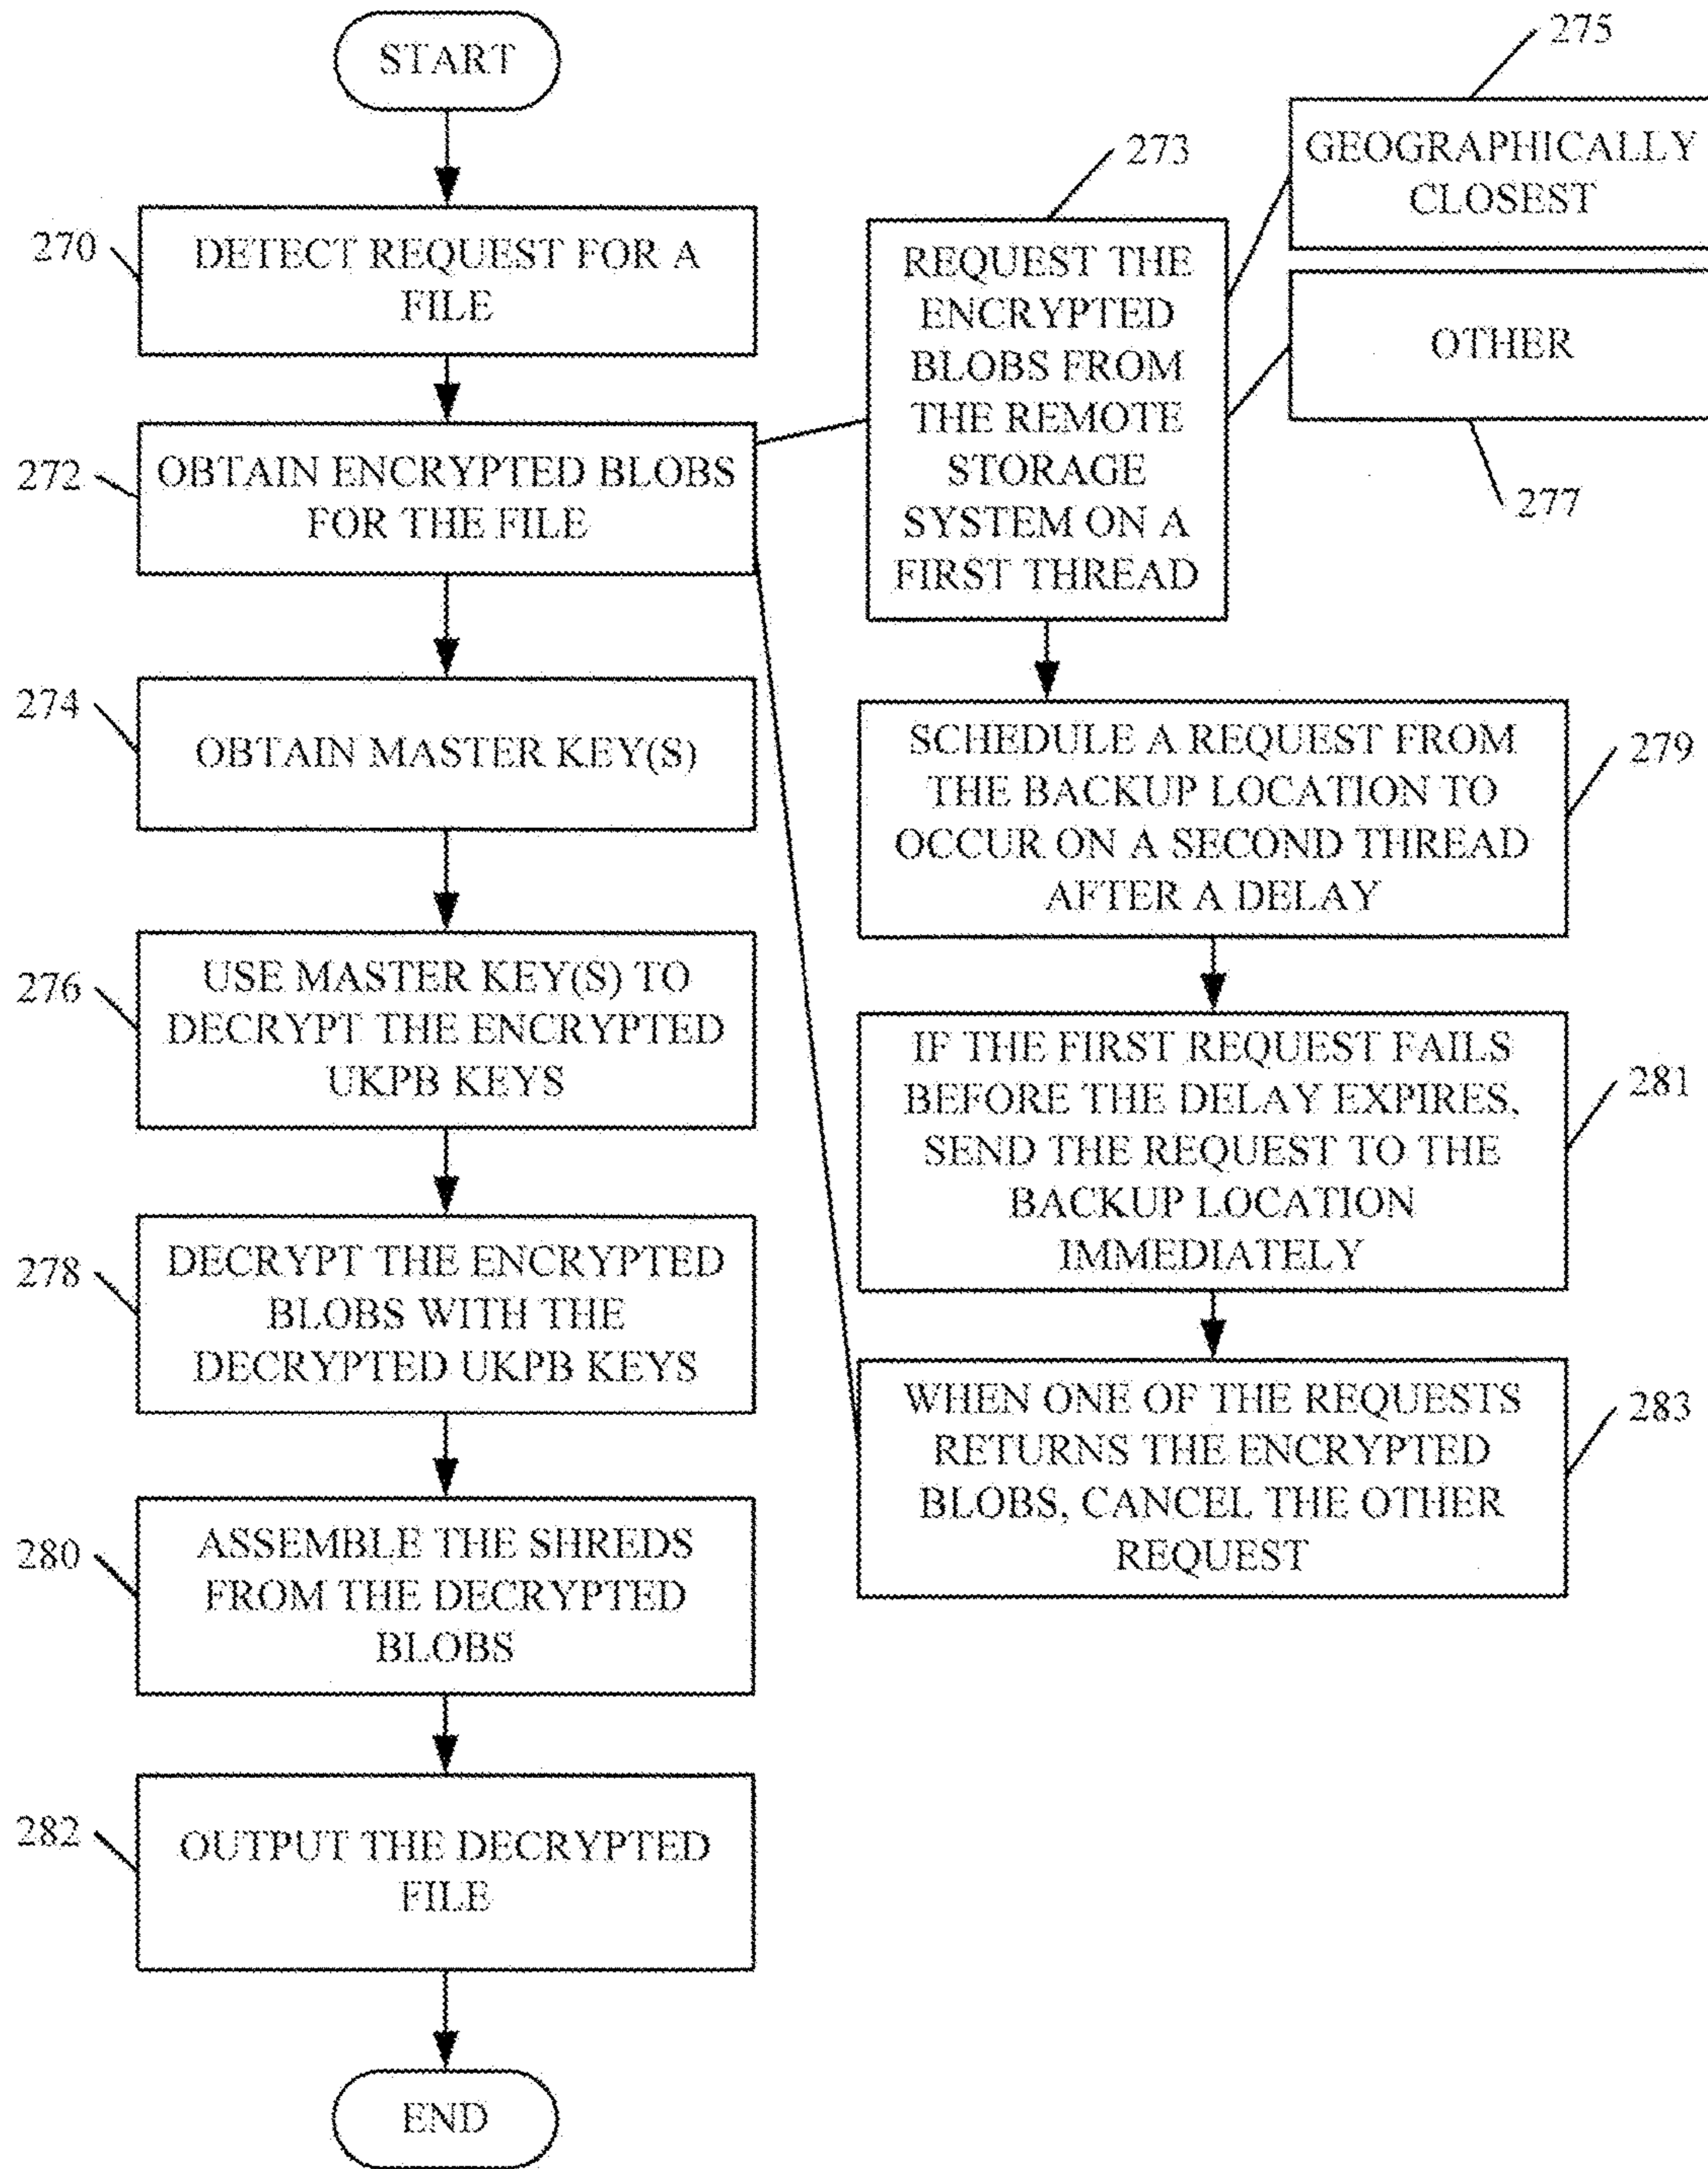 START
270
DETECT REQUEST FOR A
FILE
272
OBTAIN ENCRYPTED BLOBS
FOR THE FILE
274
OBTAIN MASTER KEY(S)
276
USE MASTER KEY(S) TO
DECRYPT THE ENCRYPTED
UKPB KEYS
278
DECRYPT THE ENCRYPTED
BLOBS WITH THE
DECRYPTED UKPB KEYS
280
ASSEMBLE THE SHREDS
FROM THE DECRYPTED
BLOBS
282
OUTPUT THE DECRYPTED
FILE
END
273
REQUEST THE
ENCRYPTED
BLOBS FROM
THE REMOTE
STORAGE
SYSTEM ON A
FIRST THREAD
275
GEOGRAPHICALLY
CLOSEST
OTHER
277
SCHEDULE A REQUEST FROM
THE BACKUP LOCATION TO
OCCUR ON A SECOND THREAD
AFTER A DELAY
279
IF THE FIRST REQUEST FAILS
BEFORE THE DELAY EXPIRES,
SEND THE REQUEST TO THE
BACKUP LOCATION
IMMEDIATELY
281
WHEN ONE OF THE REQUESTS
RETURNS THE ENCRYPTED
BLOBS, CANCEL THE OTHER
REQUEST
283